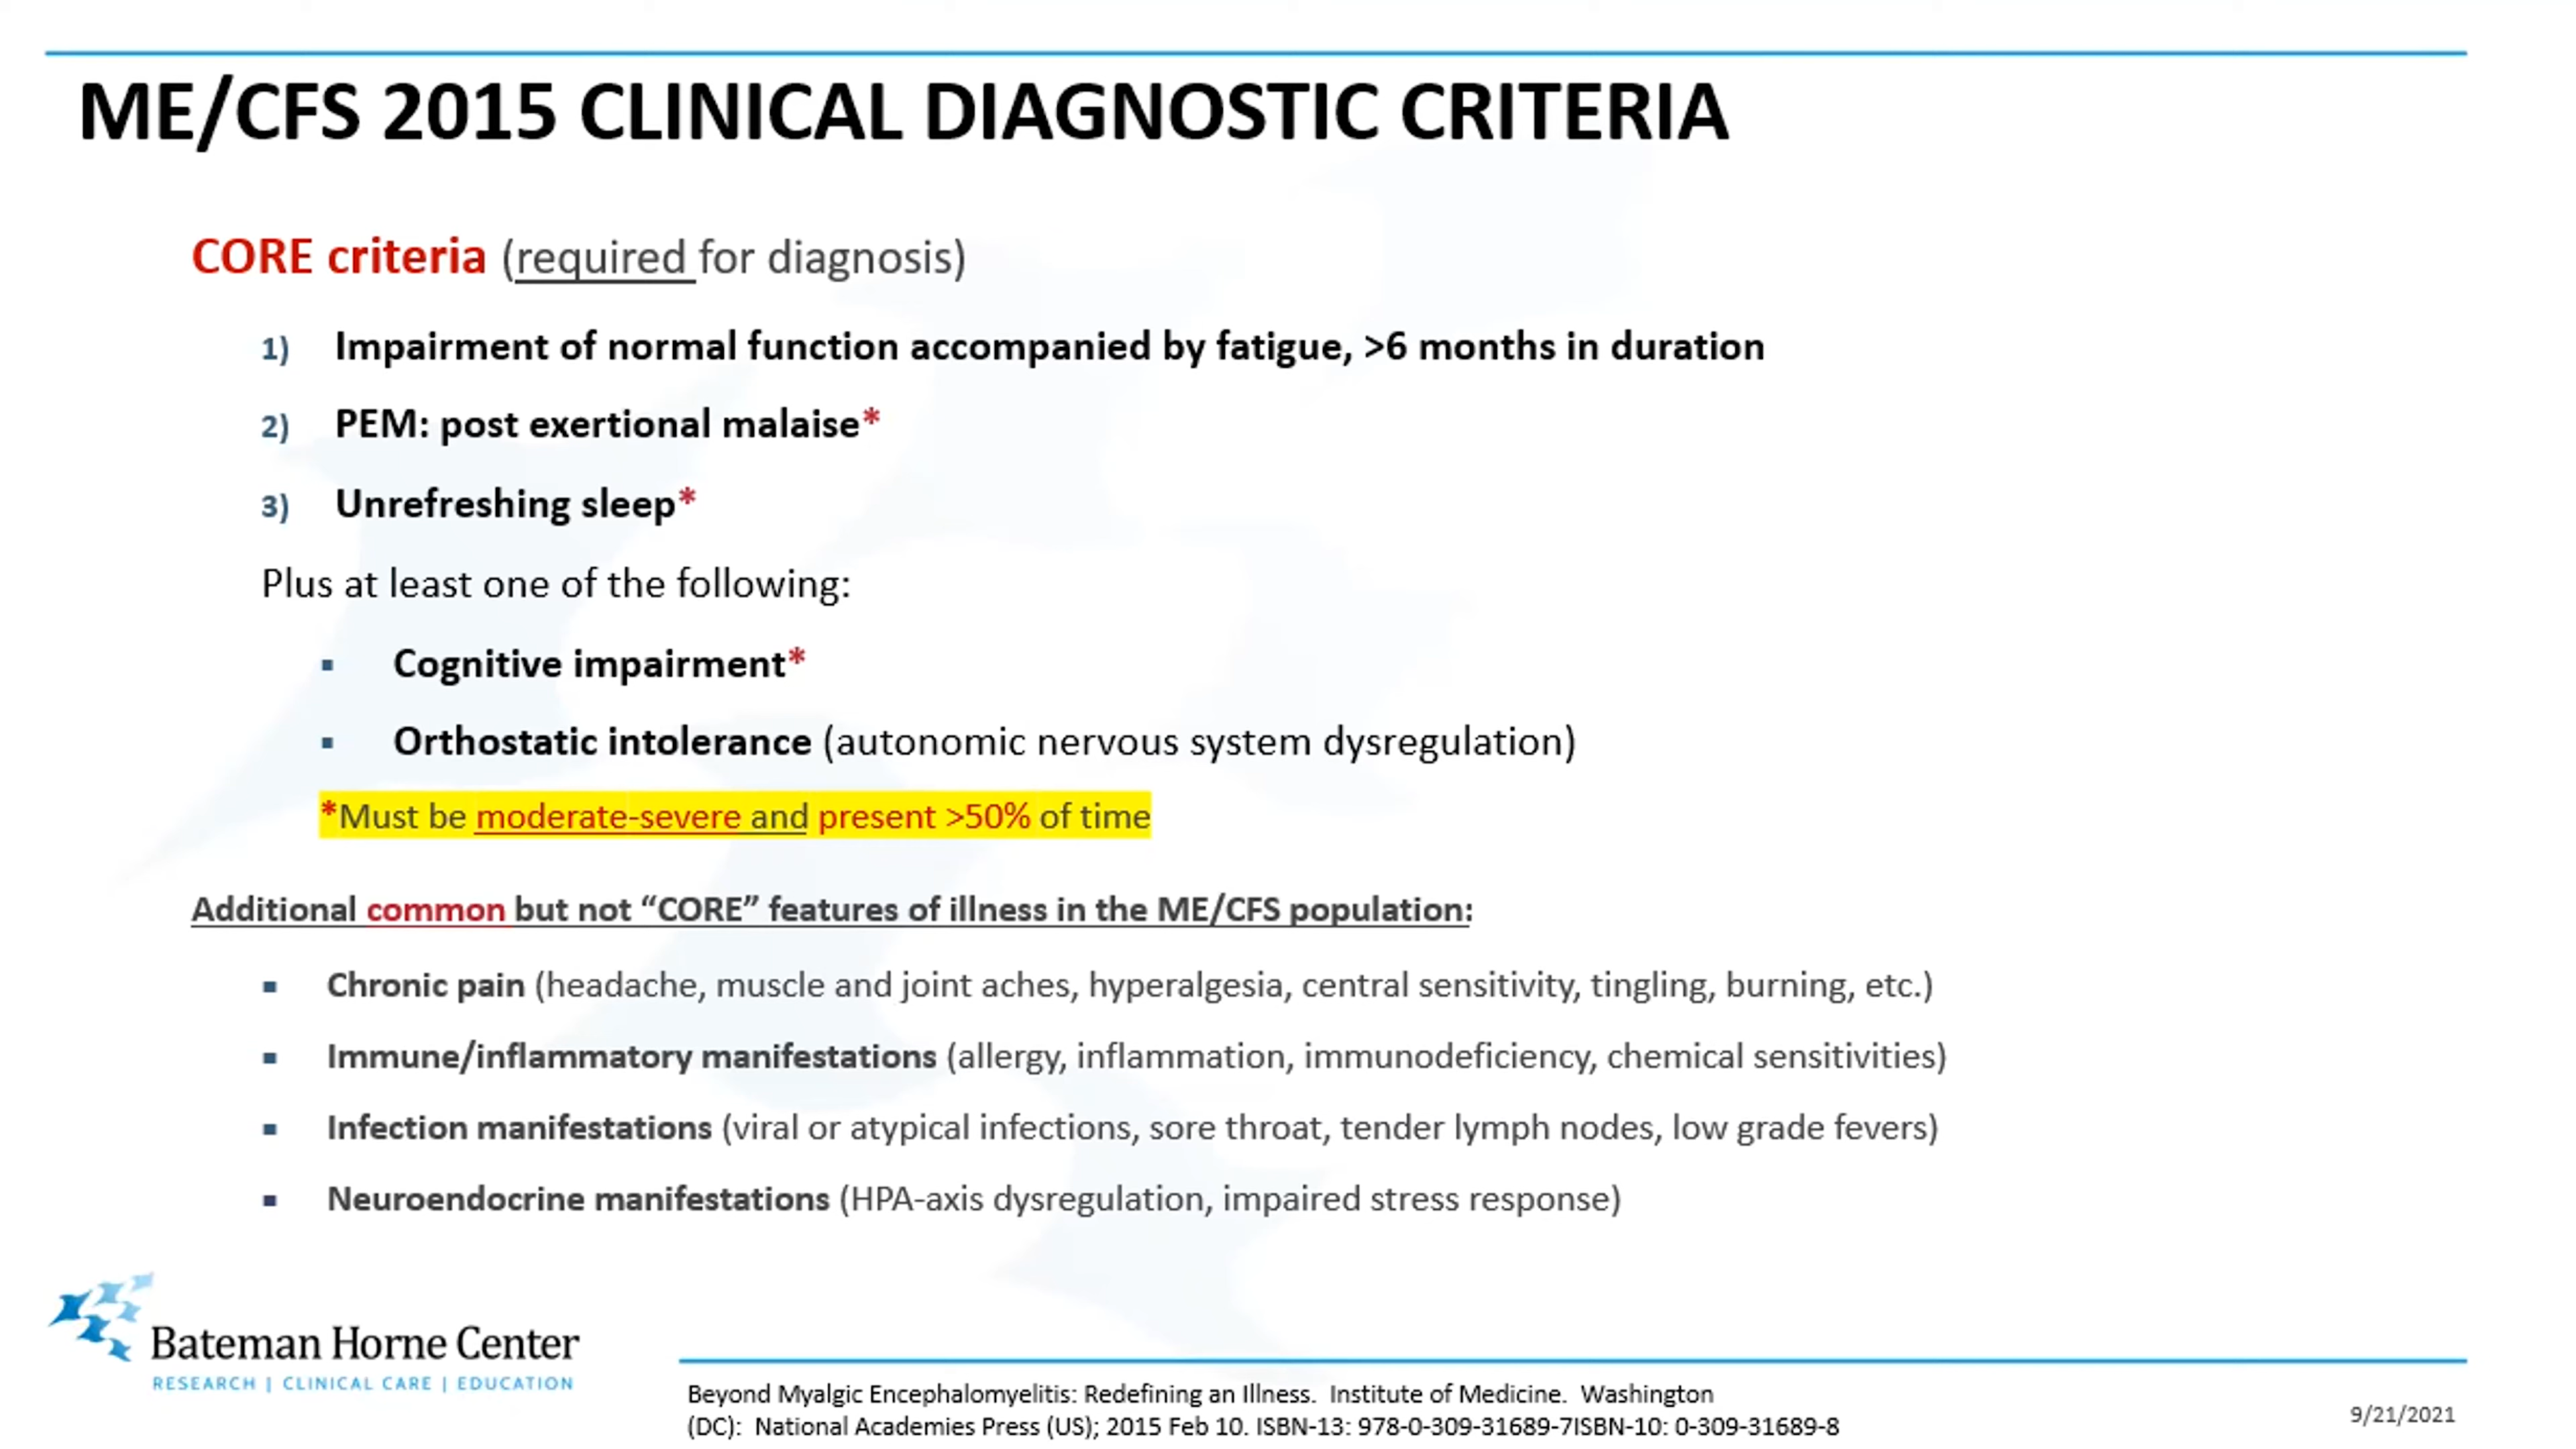 ME/CFS 2015 CLINICAL DIAGNOSTIC CRITERIA
CORE criteria (required for diagnosis)
1) Impairment of normal function accompanied by fatigue, >6 months in duration
2) PEM: post exertional malaise*
3) Unrefreshing sleep*
Plus at least one of the following:
▪ Cognitive impairment*
▪ Orthostatic intolerance (autonomic nervous system dysregulation)
*Must be moderate-severe and present >50% of time
Additional common but not “CORE” features of illness in the ME/CFS population:
▪ Chronic pain (headache, muscle and joint aches, hyperalgesia, central sensitivity, tingling, burning, etc.)
▪ Immune/inflammatory manifestations (allergy, inflammation, immunodeficiency, chemical sensitivities)
▪ Infection manifestations (viral or atypical infections, sore throat, tender lymph nodes, low grade fevers)
▪ Neuroendocrine manifestations (HPA-axis dysregulation, impaired stress response)
Bateman Horne Center
RESEARCH | CLINICAL CARE | EDUCATION
Beyond Myalgic Encephalomyelitis: Redefining an Illness. Institute of Medicine. Washington
(DC): National Academies Press (US); 2015 Feb 10. ISBN-13: 978-0-309-31689-7ISBN-10: 0-309-31689-8
9/21/2021